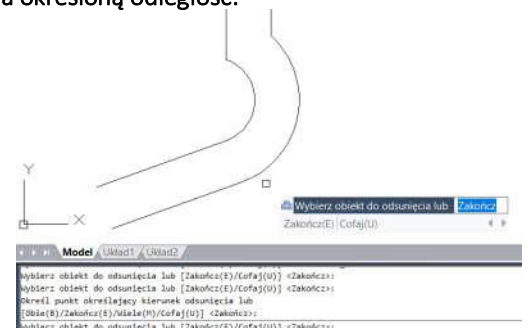 a określoną odległość.
Y
X
Wybierz obiekt do odsunięcia lub Zakończ
Zakończ(E) Cofaj(U)
Model Układ1 Układ2
Wybierz obiekt do odsunięcia lub [Zakończ(E)/Cofaj(U)] <Zakończ>:
Wybierz obiekt do odsunięcia lub [Zakończ(E)/Cofaj(U)] <Zakończ>:
Określ punkt określający kierunek odsunięcia lub
[Obie(B)/Zakończ(E)/Wiele(M)/Cofaj(U)] <Zakończ>:
Wybierz obiekt do odsunięcia lub [Zakończ(E)/Cofaj(U)] <Zakończ>: